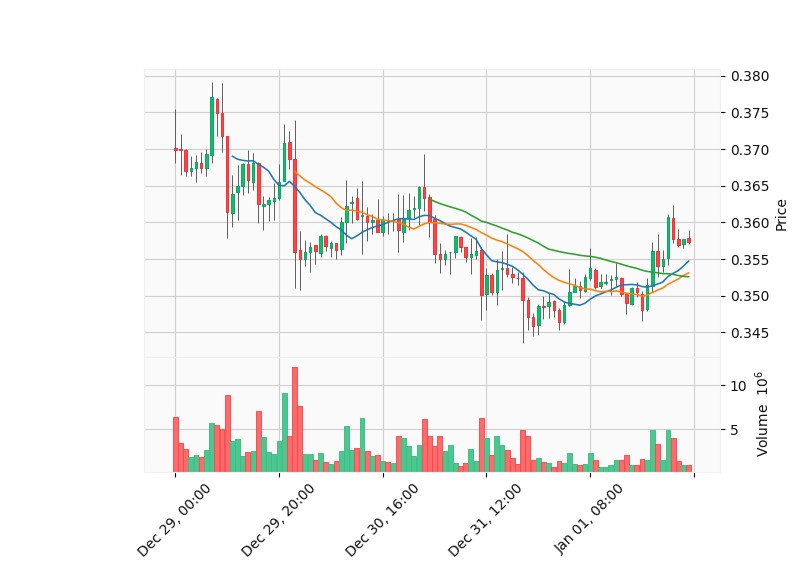 0.380
0.375
0.370
0.365
0.360
0.355
0.350
0.345
Price
10
5
Volume 10^6
Dec 29, 00:00
Dec 29, 20:00
Dec 30, 16:00
Dec 31, 12:00
Jan 01, 08:00